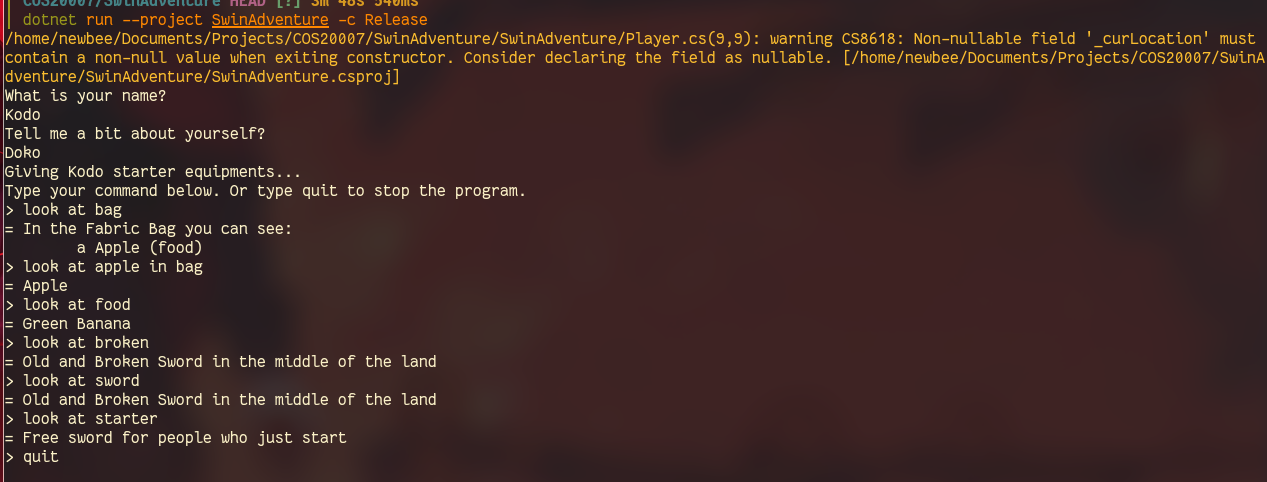 COS20007/SwinAdventure HEAD [?] 3m 48s 540ms
dotnet run --project SwinAdventure -c Release
/home/newbee/Documents/Projects/COS20007/SwinAdventure/SwinAdventure/Player.cs(9,9): warning CS8618: Non-nullable field '_curLocation' must
contain a non-null value when exiting constructor. Consider declaring the field as nullable. [/home/newbee/Documents/Projects/COS20007/SwinA
dventure/SwinAdventure/SwinAdventure.csproj]
What is your name?
Kodo
Tell me a bit about yourself?
Doko
Giving Kodo starter equipments...
Type your command below. Or type quit to stop the program.
> look at bag
= In the Fabric Bag you can see:
        a Apple (food)
> look at apple in bag
= Apple
> look at food
= Green Banana
> look at broken
= Old and Broken Sword in the middle of the land
> look at sword
= Old and Broken Sword in the middle of the land
> look at starter
= Free sword for people who just start
> quit